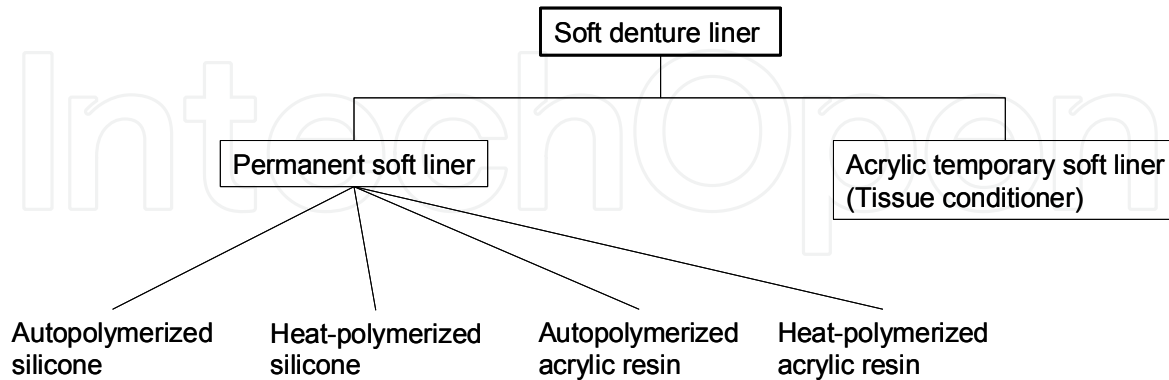 Soft denture liner
IntechOpen
Permanent soft liner
Acrylic temporary soft liner
(Tissue conditioner)
Autopolymerized
silicone
Heat-polymerized
silicone
Autopolymerized
acrylic resin
Heat-polymerized
acrylic resin